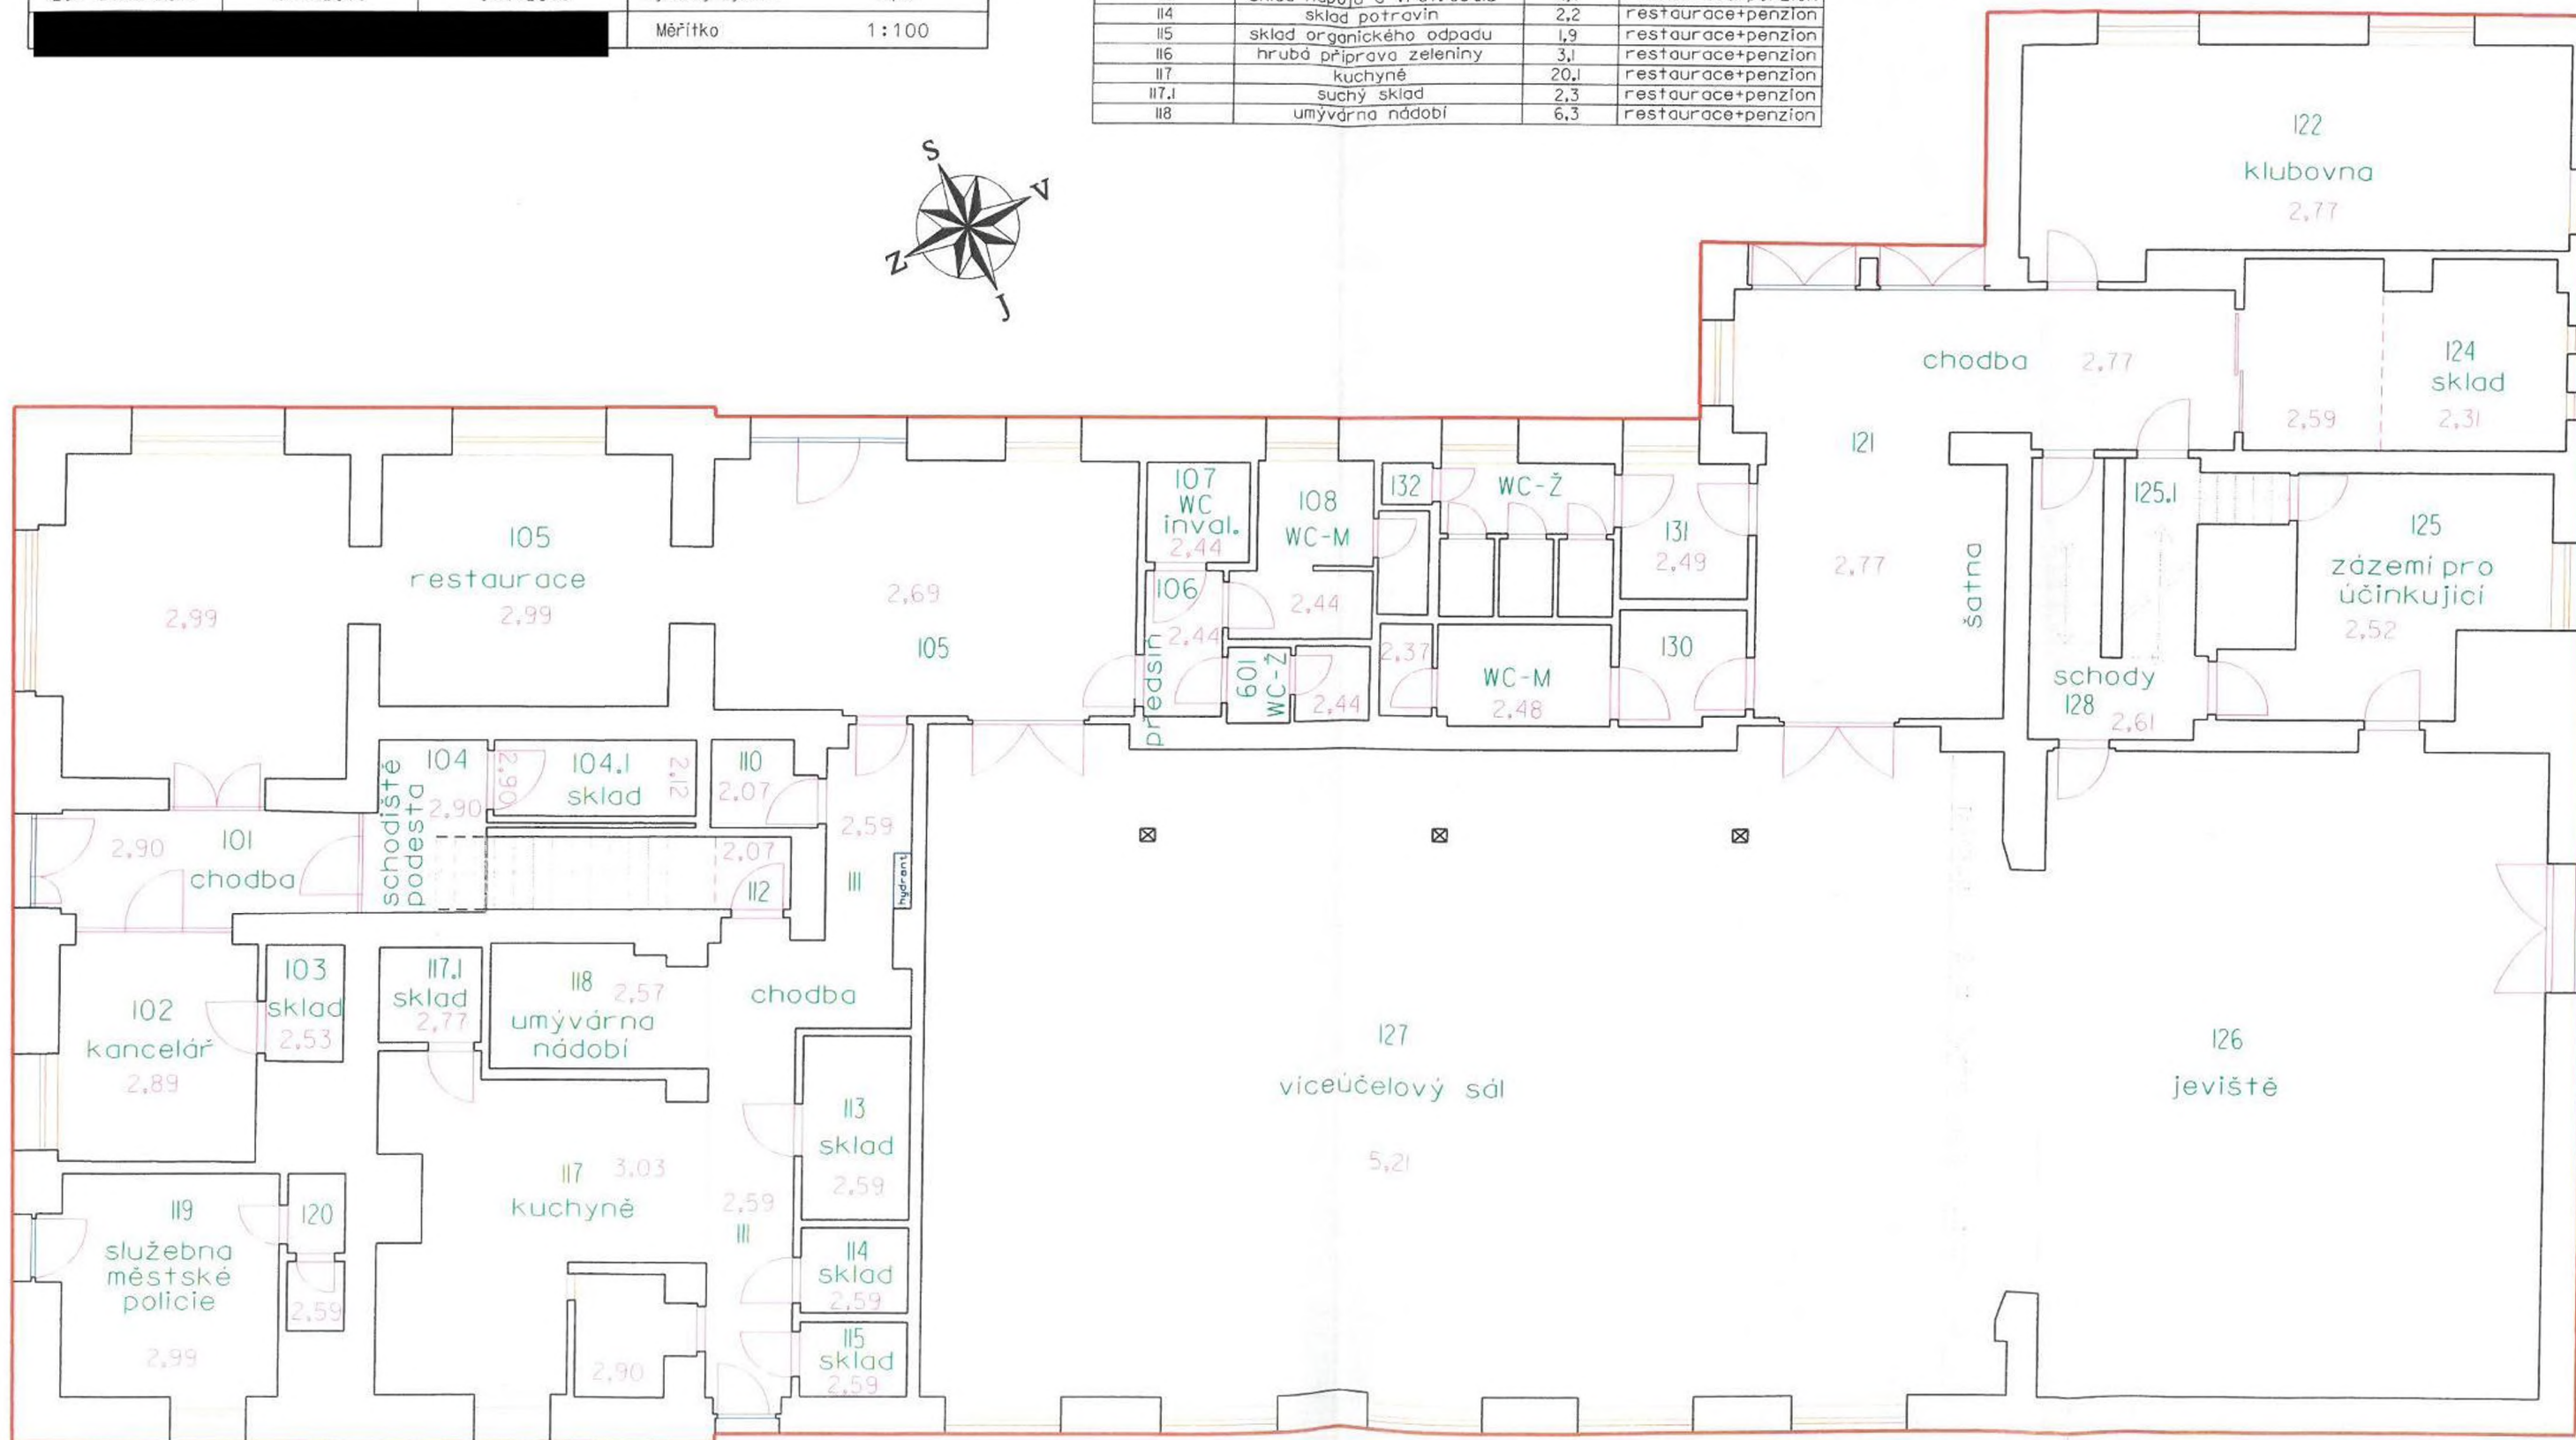 Měřítko 1:100
114 sklad potravin 2,2 restaurace+penzion
115 sklad organického odpadu 1,9 restaurace+penzion
116 hrubá příprava zeleniny 3,1 restaurace+penzion
117 kuchyně 20,1 restaurace+penzion
117.1 suchý sklad 2,3 restaurace+penzion
118 umývárna nádobí 6,3 restaurace+penzion
S
V
Z
J
122
klubovna
2,77
chodba 2,77
124
sklad
2,59
2,31
121
2,77
šatna
125.1
125
zázemí pro
účinkující
2,52
schody
128
2,61
105
restaurace
2,99
2,99
2,69
105
107
WC
inval.
2,44
106
2,44
předsíň
108
WC-M
2,44
601
WC-Ž
2,44
132
WC-Ž
131
2,49
2,37
WC-M
2,48
130
104
2,90
schodiště
podesta
2,90
104.1
sklad
2,12
110
2,07
2,59
111
hydrant
101
2,90
chodba
2,07
112
102
kancelář
2,89
103
sklad
2,53
117.1
sklad
2,77
118
2,57
umývárna
nádobí
chodba
113
sklad
2,59
117 3,03
kuchyně
2,59
111
114
sklad
2,59
115
sklad
2,59
2,90
119
služebna
městské
policie
2,99
120
2,59
127
víceúčelový sál
5,21
126
jeviště